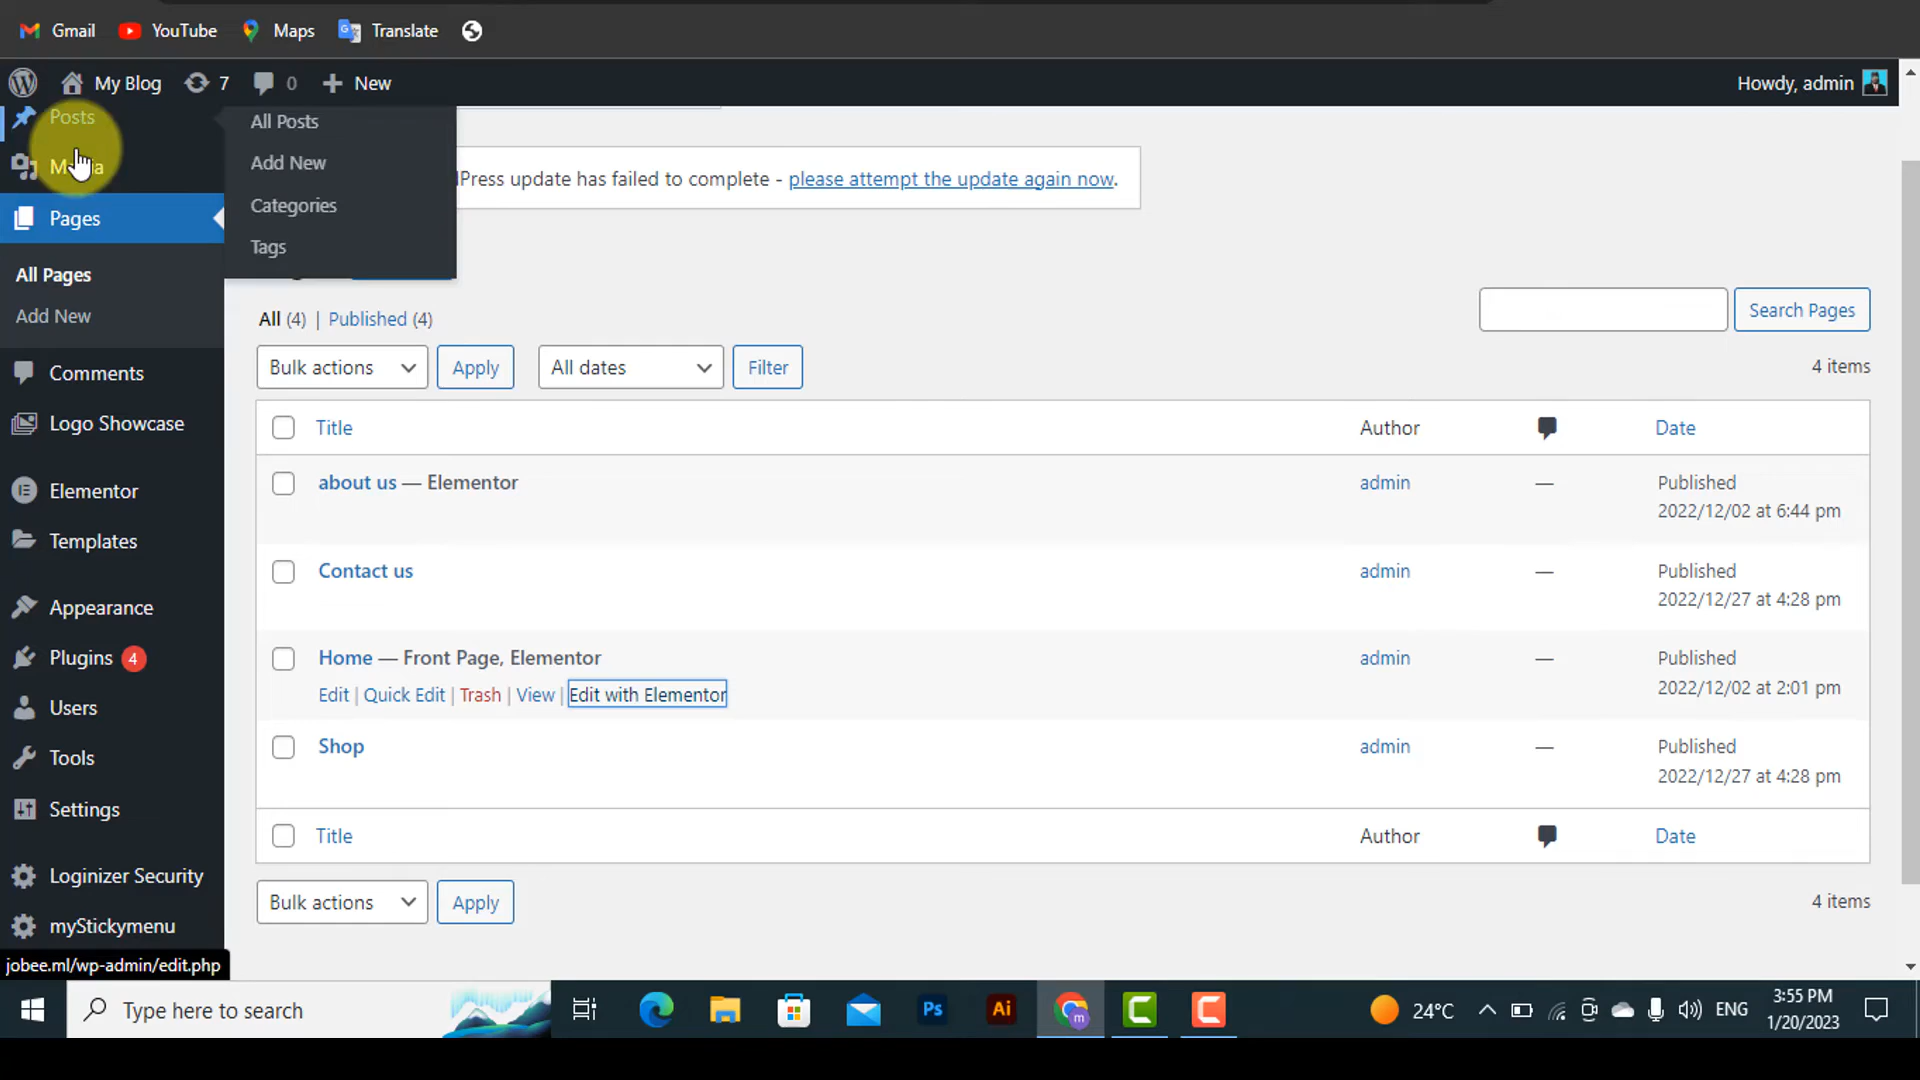 Gmail YouTube Maps Translate
My Blog 7 0 New Howdy, admin
Posts
Media
Pages
All Pages
Add New
Comments
Logo Showcase
Elementor
Templates
Appearance
Plugins 4
Users
Tools
Settings
Loginizer Security
myStickymenu
All Posts
Add New
Categories
Tags
Press update has failed to complete - please attempt the update again now.
All (4) | Published (4)
Search Pages
Bulk actions Apply All dates Filter 4 items
Title Author Date
about us — Elementor admin — Published
2022/12/02 at 6:44 pm
Contact us admin — Published
2022/12/27 at 4:28 pm
Home — Front Page, Elementor admin — Published
Edit | Quick Edit | Trash | View | Edit with Elementor 2022/12/02 at 2:01 pm
Shop admin — Published
2022/12/27 at 4:28 pm
Title Author Date
Bulk actions Apply 4 items
jobee.ml/wp-admin/edit.php
Type here to search Ps Ai m 24°C ENG 3:55 PM
1/20/2023